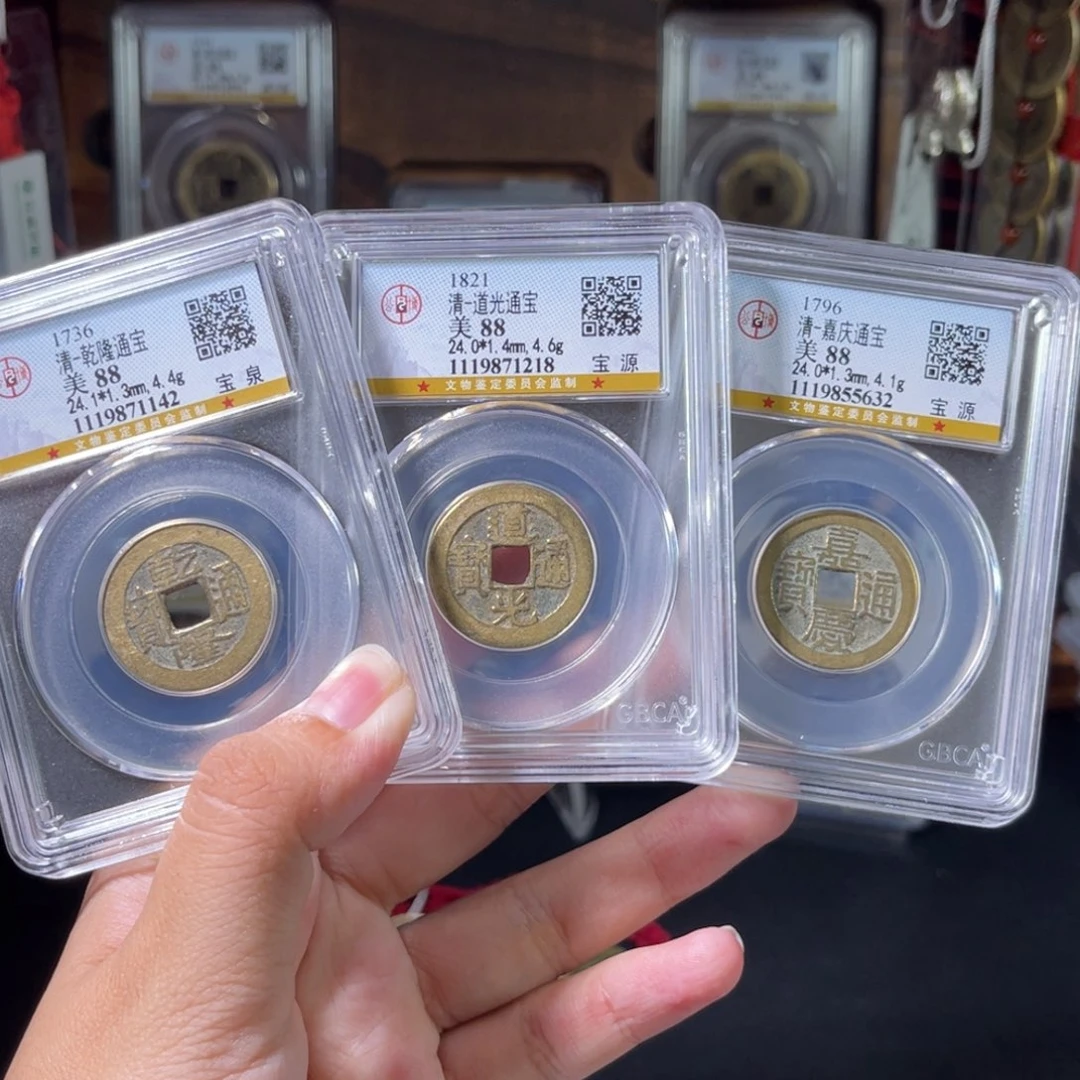 1736
清-乾隆通宝
美 88
24.1*1.3mm,4.4g
1119871142
宝 泉
文物鉴定委员会监制
乾隆通寶
1821
清-道光通宝
美 88
24.0*1.4mm,4.6g
1119871218
宝 源
文物鉴定委员会监制
道光通寶
GBCA
1796
清-嘉庆通宝
美 88
24.0*1.3mm,4.1g
1119855632
宝 源
文物鉴定委员会监制
嘉慶通寶
GBCA